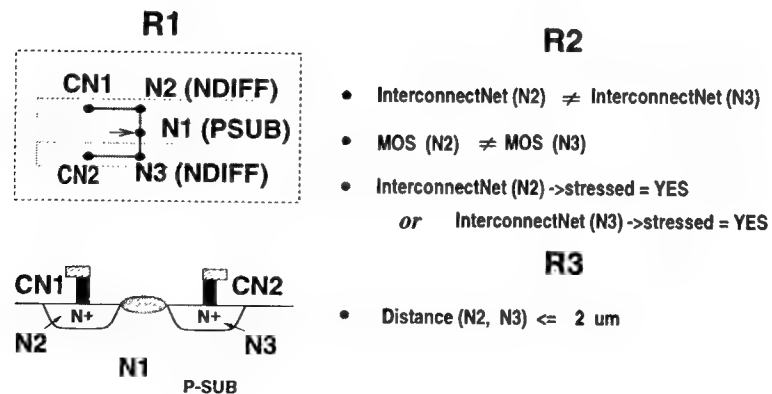 R1
CN1 N2 (NDIFF)
N1 (PSUB)
CN2 N3 (NDIFF)
CN1 CN2
N+ N+
N2 N3
N1
P-SUB
R2
• InterconnectNet (N2) ≠ InterconnectNet (N3)
• MOS (N2) ≠ MOS (N3)
• InterconnectNet (N2) ->stressed = YES
or InterconnectNet (N3) ->stressed = YES
R3
• Distance (N2, N3) <= 2 um